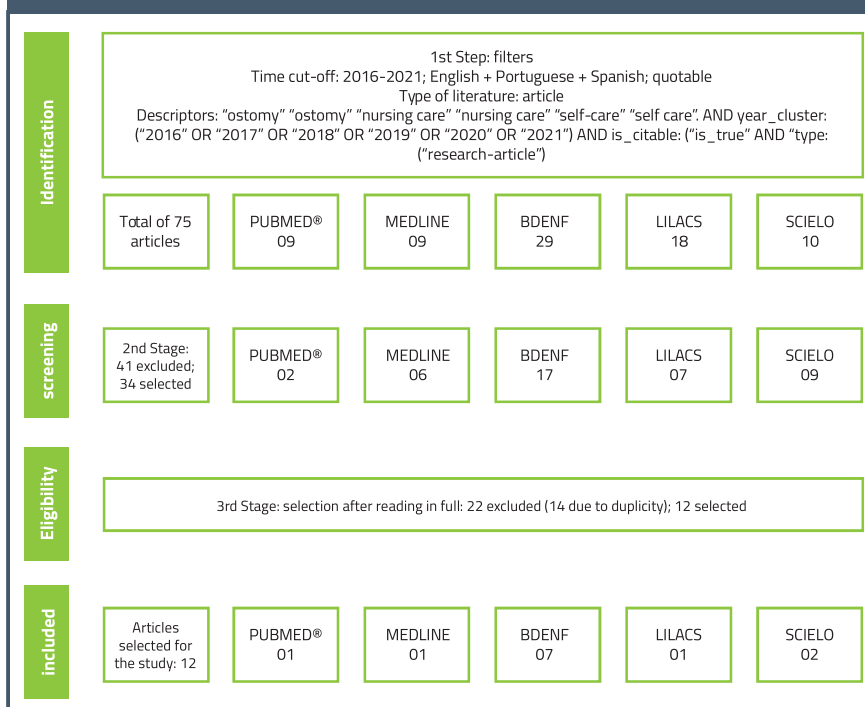 Identification
1st Step: filters
Time cut-off: 2016-2021; English + Portuguese + Spanish; quotable
Type of literature: article
Descriptors: “ostomy” “ostomy” “nursing care” “nursing care” “self-care” “self care”. AND year_cluster:
(“2016” OR “2017” OR “2018” OR “2019” OR “2020” OR “2021”) AND is_citable: (“is_true” AND “type:
(“research-article”)
Total of 75
articles
PUBMED®
09
MEDLINE
09
BDENF
29
LILACS
18
SCIELO
10
screening
2nd Stage:
41 excluded;
34 selected
PUBMED®
02
MEDLINE
06
BDENF
17
LILACS
07
SCIELO
09
Eligibility
3rd Stage: selection after reading in full: 22 excluded (14 due to duplicity); 12 selected
included
Articles
selected for
the study: 12
PUBMED®
01
MEDLINE
01
BDENF
07
LILACS
01
SCIELO
02